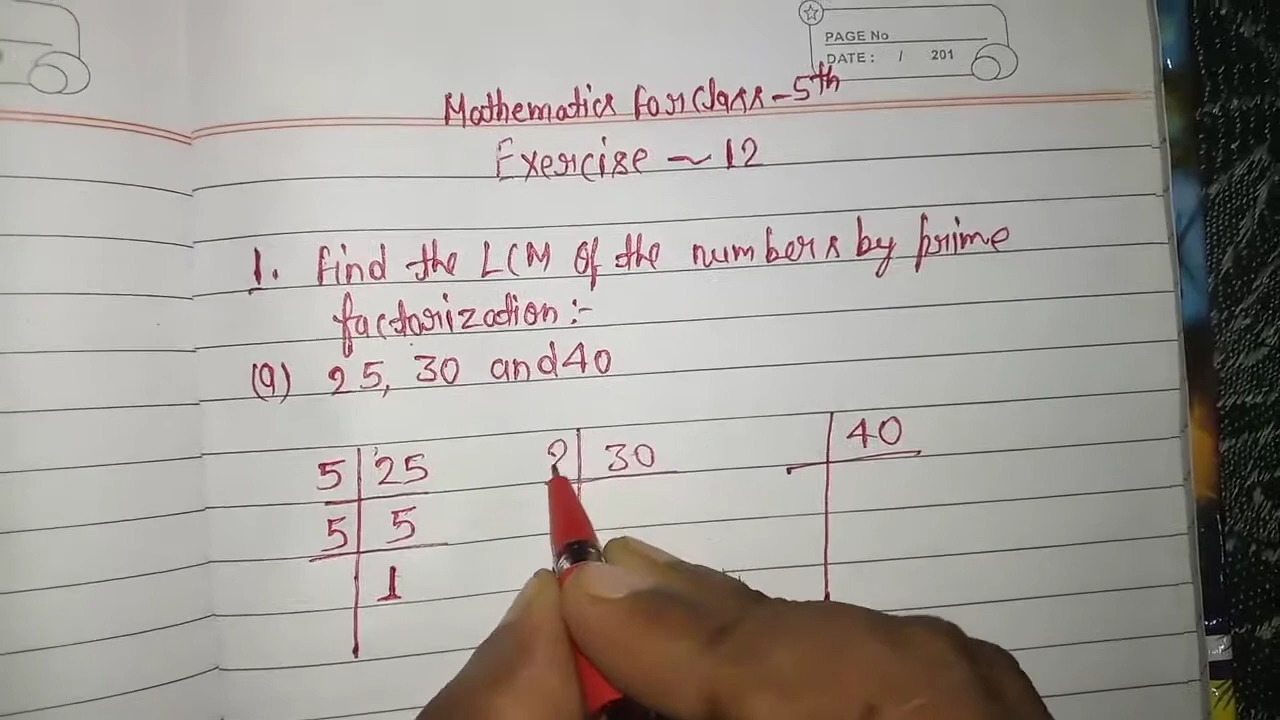 PAGE No
DATE: / 201
Mathematics For Class-5th
Exercise ~ 12
1. Find the LCM of the numbers by prime
factorization:-
(a) 25, 30 and 40
5 25
5 5
1
2 30
40